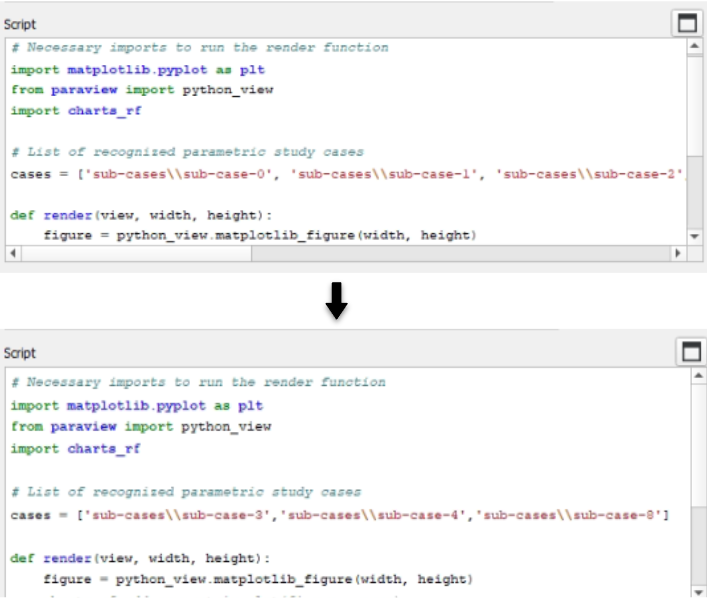 Script
# Necessary imports to run the render function
import matplotlib.pyplot as plt
from paraview import python_view
import charts_rf
# List of recognized parametric study cases
cases = ['sub-cases\\sub-case-0', 'sub-cases\\sub-case-1', 'sub-cases\\sub-case-2',
def render(view, width, height):
    figure = python_view.matplotlib_figure(width, height)
Script
# Necessary imports to run the render function
import matplotlib.pyplot as plt
from paraview import python_view
import charts_rf
# List of recognized parametric study cases
cases = ['sub-cases\\sub-case-3','sub-cases\\sub-case-4','sub-cases\\sub-case-8']
def render(view, width, height):
    figure = python_view.matplotlib_figure(width, height)